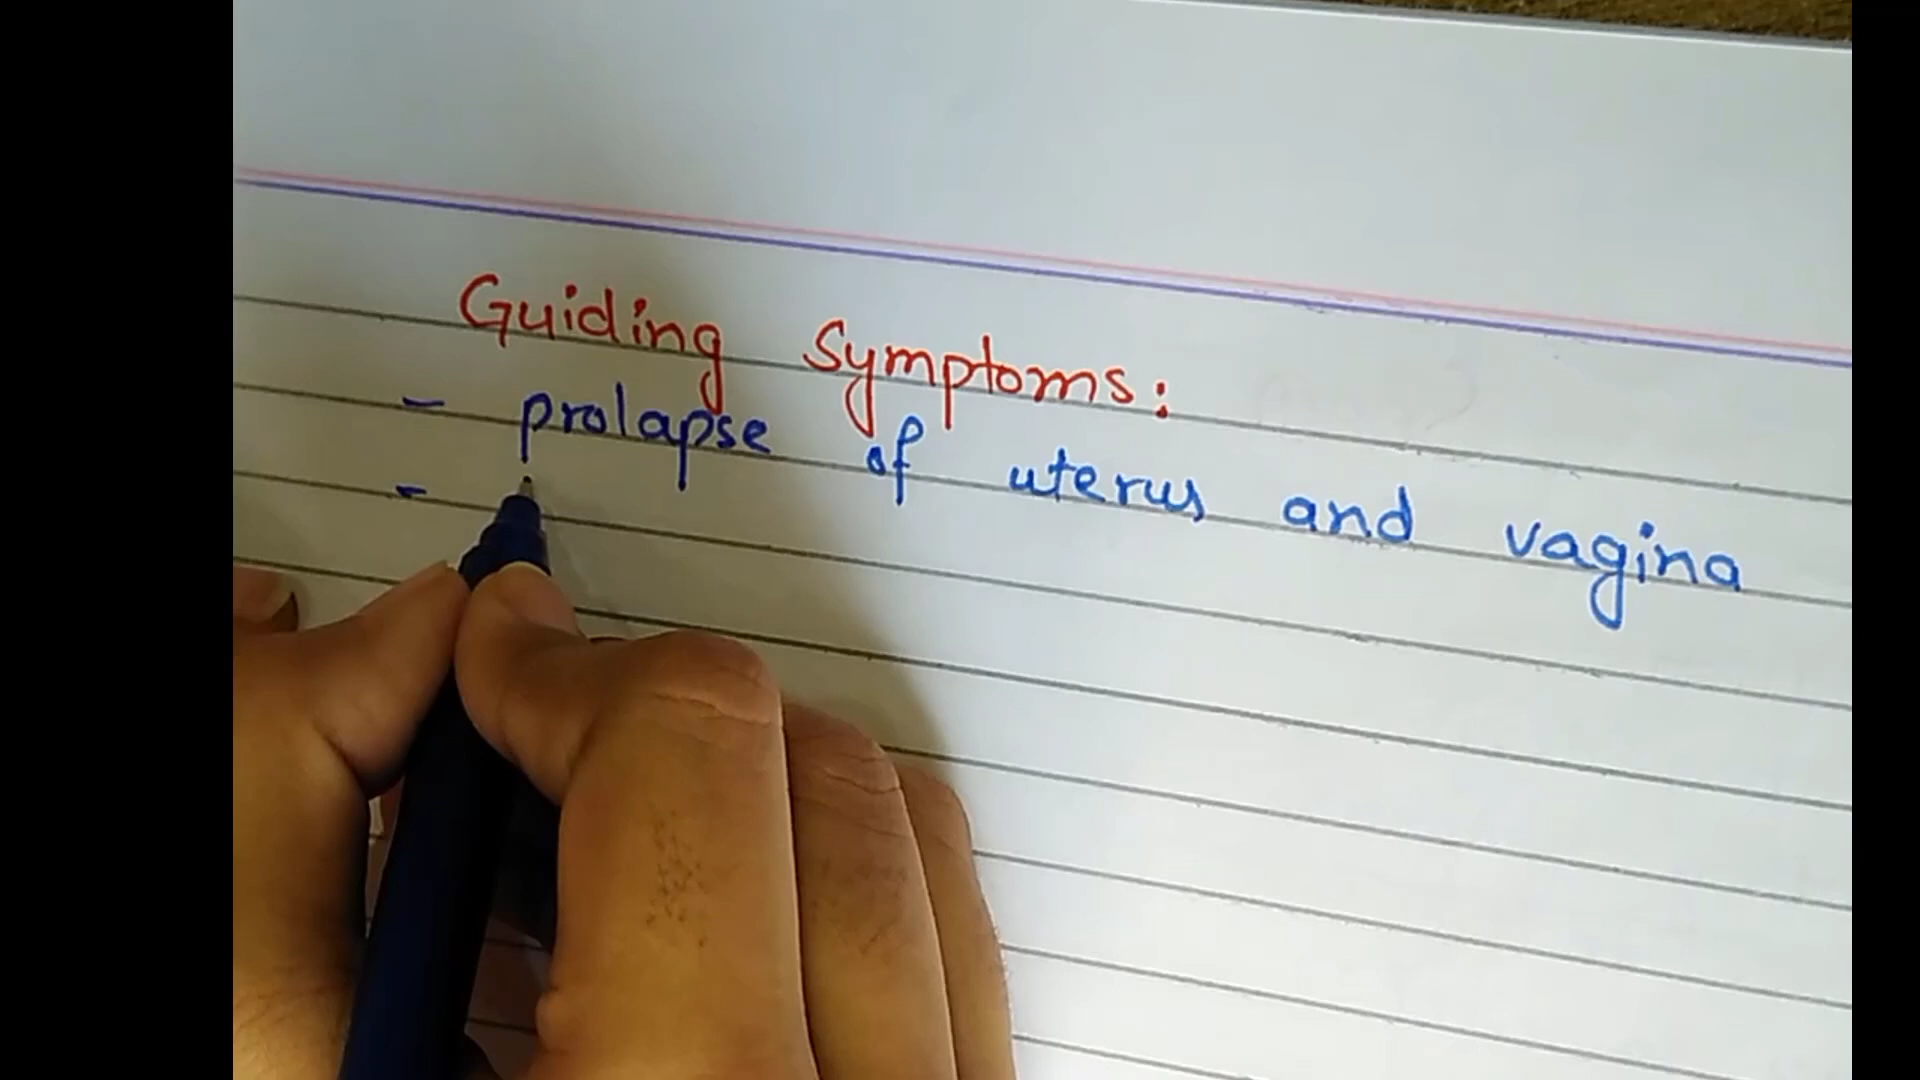 Guiding Symptoms:
- prolapse of uterus and vagina
-